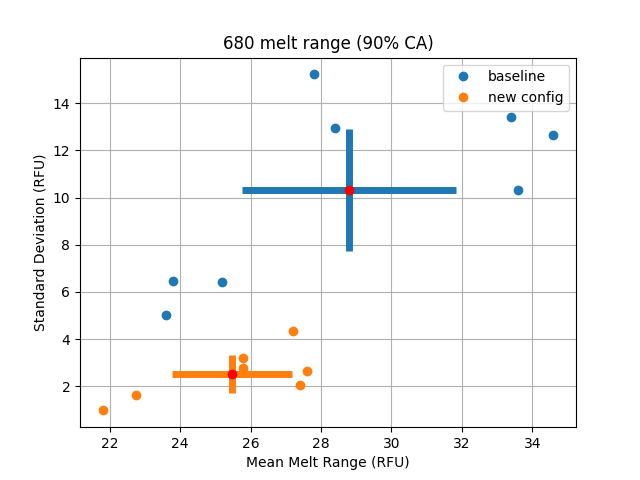 680 melt range (90% CA)
baseline
new config
Standard Deviation (RFU)
14
12
10
8
6
4
2
22 24 26 28 30 32 34
Mean Melt Range (RFU)